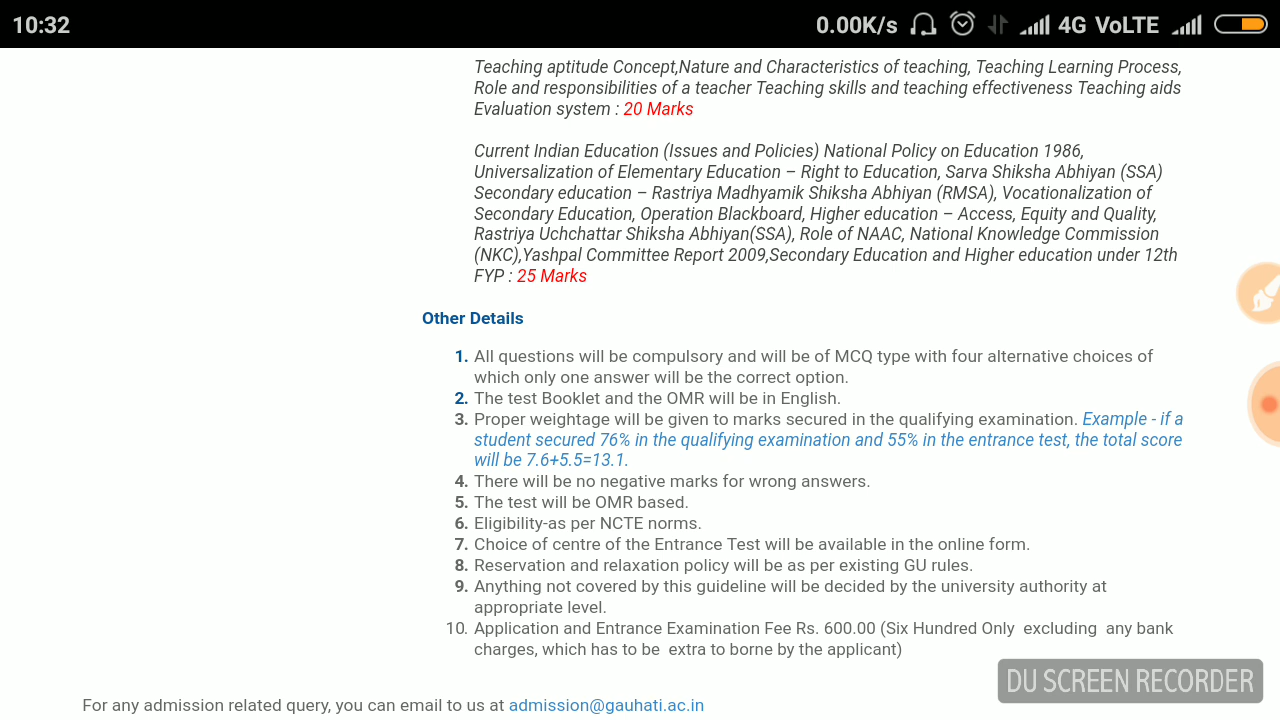 10:32 0.00K/s 4G VoLTE
Teaching aptitude Concept,Nature and Characteristics of teaching, Teaching Learning Process,
Role and responsibilities of a teacher Teaching skills and teaching effectiveness Teaching aids
Evaluation system : 20 Marks
Current Indian Education (Issues and Policies) National Policy on Education 1986,
Universalization of Elementary Education – Right to Education, Sarva Shiksha Abhiyan (SSA)
Secondary education – Rastriya Madhyamik Shiksha Abhiyan (RMSA), Vocationalization of
Secondary Education, Operation Blackboard, Higher education – Access, Equity and Quality,
Rastriya Uchchattar Shiksha Abhiyan(SSA), Role of NAAC, National Knowledge Commission
(NKC),Yashpal Committee Report 2009,Secondary Education and Higher education under 12th
FYP : 25 Marks
Other Details
1. All questions will be compulsory and will be of MCQ type with four alternative choices of
which only one answer will be the correct option.
2. The test Booklet and the OMR will be in English.
3. Proper weightage will be given to marks secured in the qualifying examination. Example - if a
student secured 76% in the qualifying examination and 55% in the entrance test, the total score
will be 7.6+5.5=13.1.
4. There will be no negative marks for wrong answers.
5. The test will be OMR based.
6. Eligibility-as per NCTE norms.
7. Choice of centre of the Entrance Test will be available in the online form.
8. Reservation and relaxation policy will be as per existing GU rules.
9. Anything not covered by this guideline will be decided by the university authority at
appropriate level.
10. Application and Entrance Examination Fee Rs. 600.00 (Six Hundred Only excluding any bank
charges, which has to be extra to borne by the applicant)
DU SCREEN RECORDER
For any admission related query, you can email to us at admission@gauhati.ac.in